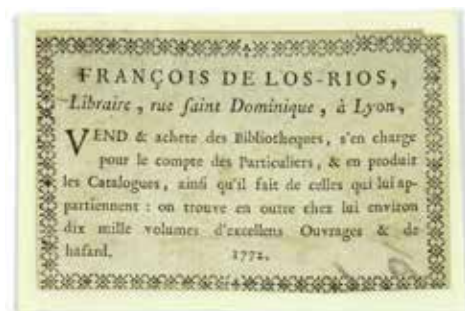 FRANÇOIS DE LOS-RIOS,
Libraire, rue saint Dominique, à Lyon,
VEND & achete des Bibliotheques, s'en charge
pour le compte des Particuliers, & en produit
les Catalogues, ainsi qu'il fait de celles qui lui ap-
partiennent : on trouve en outre chez lui environ
dix mille volumes d'excellens Ouvrages & de
hasard. 1772.